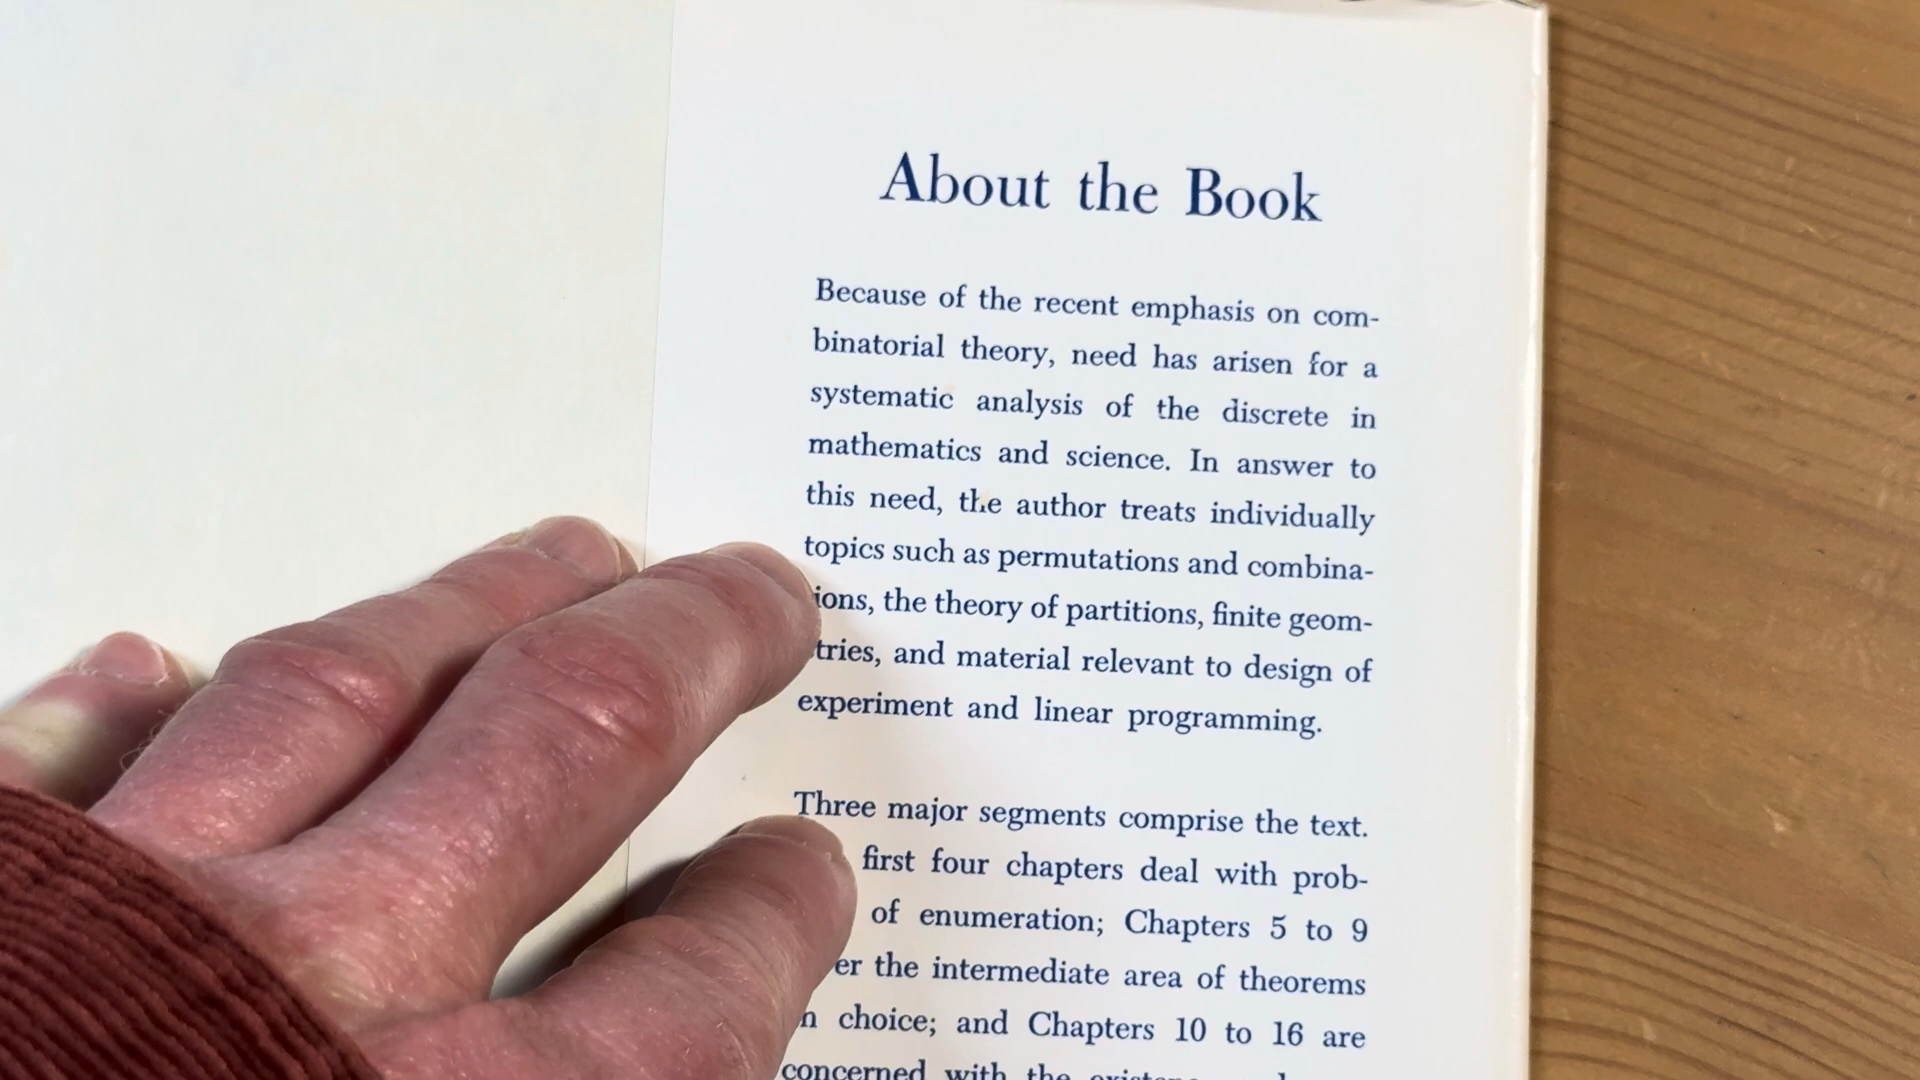 About the Book
Because of the recent emphasis on com-
binatorial theory, need has arisen for a
systematic analysis of the discrete in
mathematics and science. In answer to
this need, the author treats individually
topics such as permutations and combina-
ions, the theory of partitions, finite geom-
tries, and material relevant to design of
experiment and linear programming.
Three major segments comprise the text.
first four chapters deal with prob-
of enumeration; Chapters 5 to 9
er the intermediate area of theorems
n choice; and Chapters 10 to 16 are
concerned with the